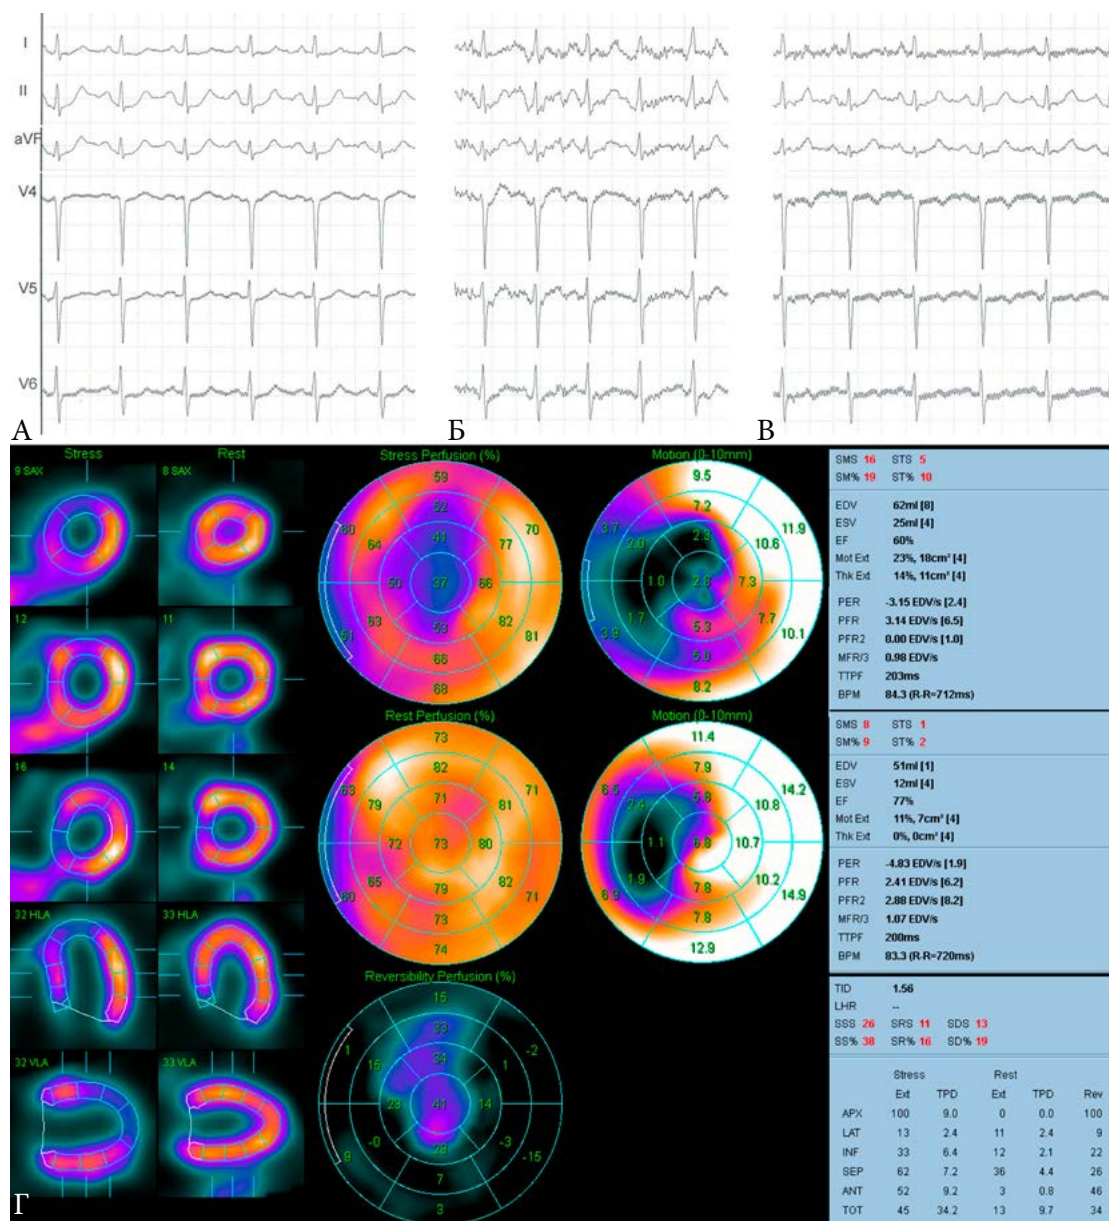 I
II
aVF
V4
V5
V6
А
Б
В
Stress
Rest
9 SAX
8 SAX
12
11
16
14
32 HLA
33 HLA
32 VLA
33 VLA
Г
Stress Perfusion (%)
59
52
41
60
64
77
70
50
37
66
53
51
63
82
81
66
68
Motion (0-10mm)
9.5
7.2
2.3
3.7
2.0
10.6
11.9
1.0
2.8
7.3
5.3
3.9
1.7
7.7
10.1
5.0
8.2
Rest Perfusion (%)
73
82
71
63
79
81
71
72
73
80
79
60
65
82
71
73
74
Motion (0-10mm)
11.4
7.9
5.8
6.5
10.8
14.2
1.1
6.8
10.7
7.8
6.9
1.9
10.2
14.9
7.8
12.9
Reversibility Perfusion (%)
15
33
34
1
15
1
-2
41
14
9
-0
-3
-15
7
3
SMS 16 STS 5
SM% 19 ST% 10
EDV 62ml [8]
ESV 25ml [4]
EF 60%
Mot Ext 23%, 18cm² [4]
Thk Ext 14%, 11cm² [4]
PER -3.15 EDV/s [2.4]
PFR 3.14 EDV/s [6.5]
PFR2 0.00 EDV/s [1.0]
MFR/3 0.98 EDV/s
TTPF 203ms
BPM 84.3 (R-R=712ms)
SMS 8 STS 1
SM% 9 ST% 2
EDV 51ml [1]
ESV 12ml [4]
EF 77%
Mot Ext 11%, 7cm² [4]
Thk Ext 0%, 0cm² [4]
PER -4.83 EDV/s [1.9]
PFR 2.41 EDV/s [6.2]
PFR2 2.88 EDV/s [8.2]
MFR/3 1.07 EDV/s
TTPF 200ms
BPM 83.3 (R-R=720ms)
TID 1.56
LHR --
SSS 26 SRS 11 SDS 13
SS% 38 SR% 16 SD% 19
Stress Rest
Ext TPD Ext TPD Rev
APX 100 9.0 0 0.0 100
LAT 13 2.4 11 2.4 9
INF 33 6.4 12 2.1 22
SEP 62 7.2 36 4.4 26
ANT 52 9.2 3 0.8 46
TOT 45 34.2 13 9.7 34